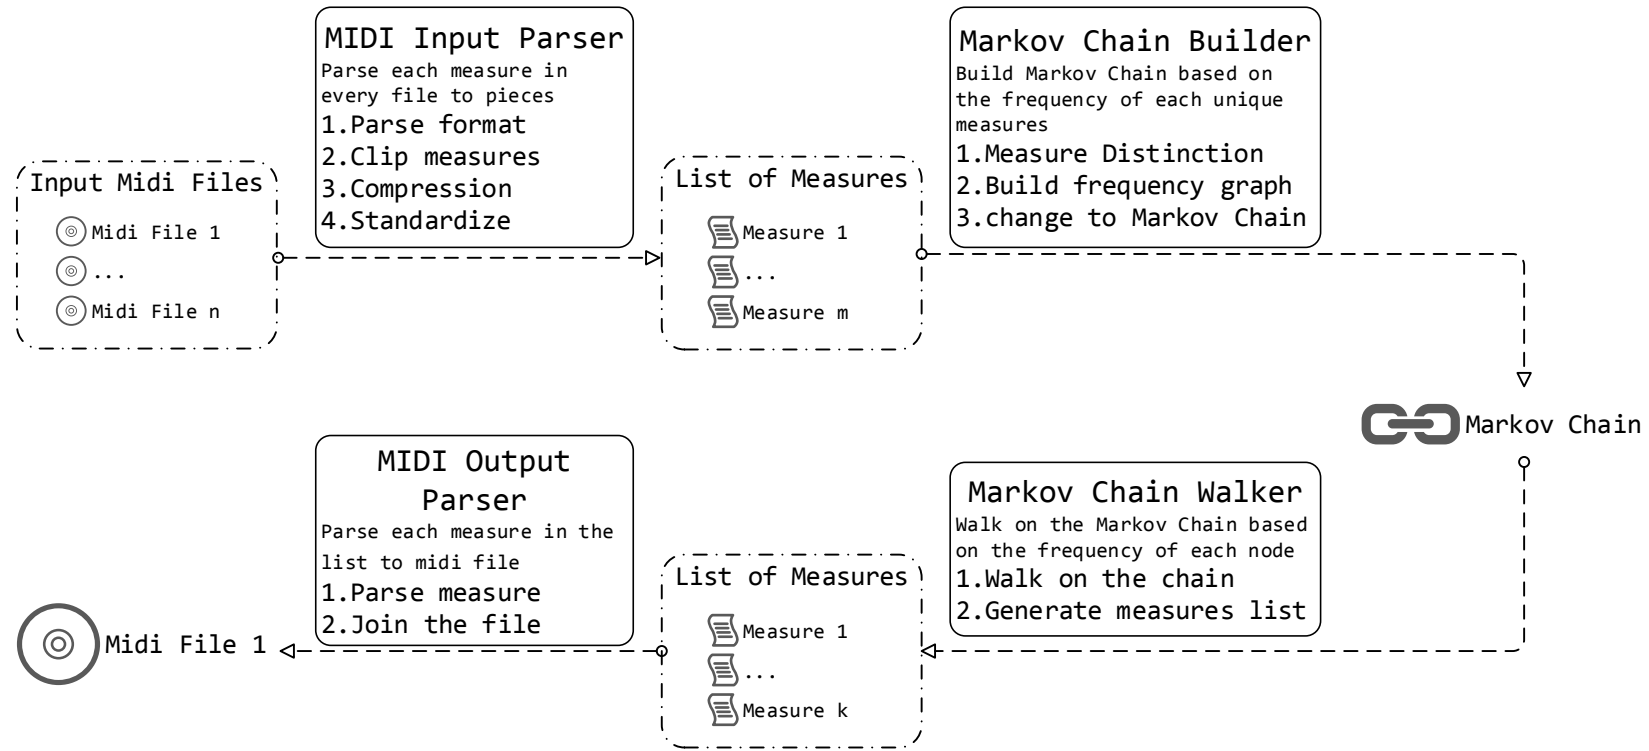 MIDI Input Parser
Parse each measure in
every file to pieces
1.Parse format
2.Clip measures
3.Compression
4.Standardize
Markov Chain Builder
Build Markov Chain based on
the frequency of each unique
measures
1.Measure Distinction
2.Build frequency graph
3.change to Markov Chain
Input Midi Files
Midi File 1
...
Midi File n
List of Measures
Measure 1
...
Measure m
Markov Chain
MIDI Output
Parser
Parse each measure in the
list to midi file
1.Parse measure
2.Join the file
Markov Chain Walker
Walk on the Markov Chain based
on the frequency of each node
1.Walk on the chain
2.Generate measures list
List of Measures
Measure 1
...
Measure k
Midi File 1